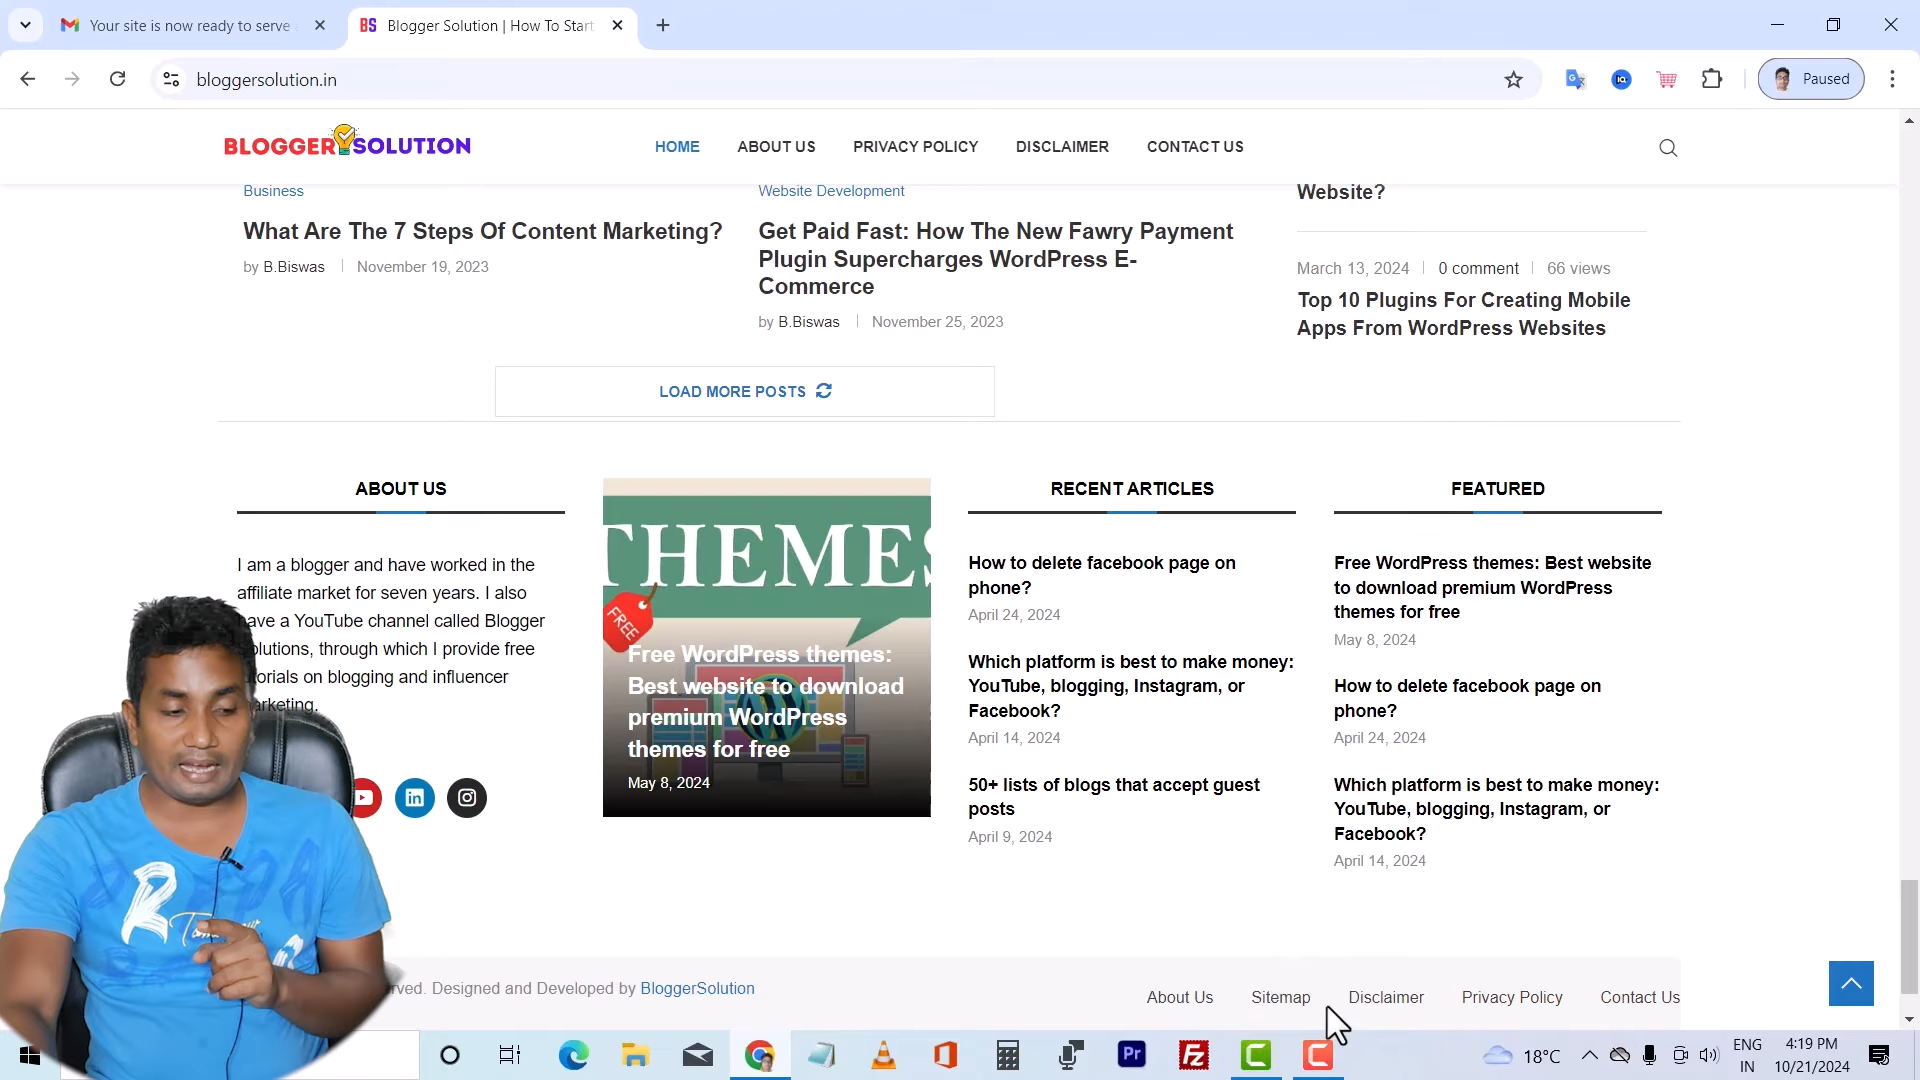 Your site is now ready to serve
Blogger Solution | How To Start
bloggersolution.in
Paused
BLOGGER SOLUTION
HOME
ABOUT US
PRIVACY POLICY
DISCLAIMER
CONTACT US
Business
What Are The 7 Steps Of Content Marketing?
by B.Biswas
November 19, 2023
Website Development
Get Paid Fast: How The New Fawry Payment
Plugin Supercharges WordPress E-
Commerce
by B.Biswas
November 25, 2023
Website?
March 13, 2024
0 comment
66 views
Top 10 Plugins For Creating Mobile
Apps From WordPress Websites
LOAD MORE POSTS
ABOUT US
I am a blogger and have worked in the
affiliate market for seven years. I also
have a YouTube channel called Blogger
olutions, through which I provide free
torials on blogging and influencer
arketing.
THEMES
FREE
Free WordPress themes:
Best website to download
premium WordPress
themes for free
May 8, 2024
RECENT ARTICLES
How to delete facebook page on
phone?
April 24, 2024
Which platform is best to make money:
YouTube, blogging, Instagram, or
Facebook?
April 14, 2024
50+ lists of blogs that accept guest
posts
April 9, 2024
FEATURED
Free WordPress themes: Best website
to download premium WordPress
themes for free
May 8, 2024
How to delete facebook page on
phone?
April 24, 2024
Which platform is best to make money:
YouTube, blogging, Instagram, or
Facebook?
April 14, 2024
rved. Designed and Developed by BloggerSolution
About Us
Sitemap
Disclaimer
Privacy Policy
Contact Us
18°C
ENG
IN
4:19 PM
10/21/2024